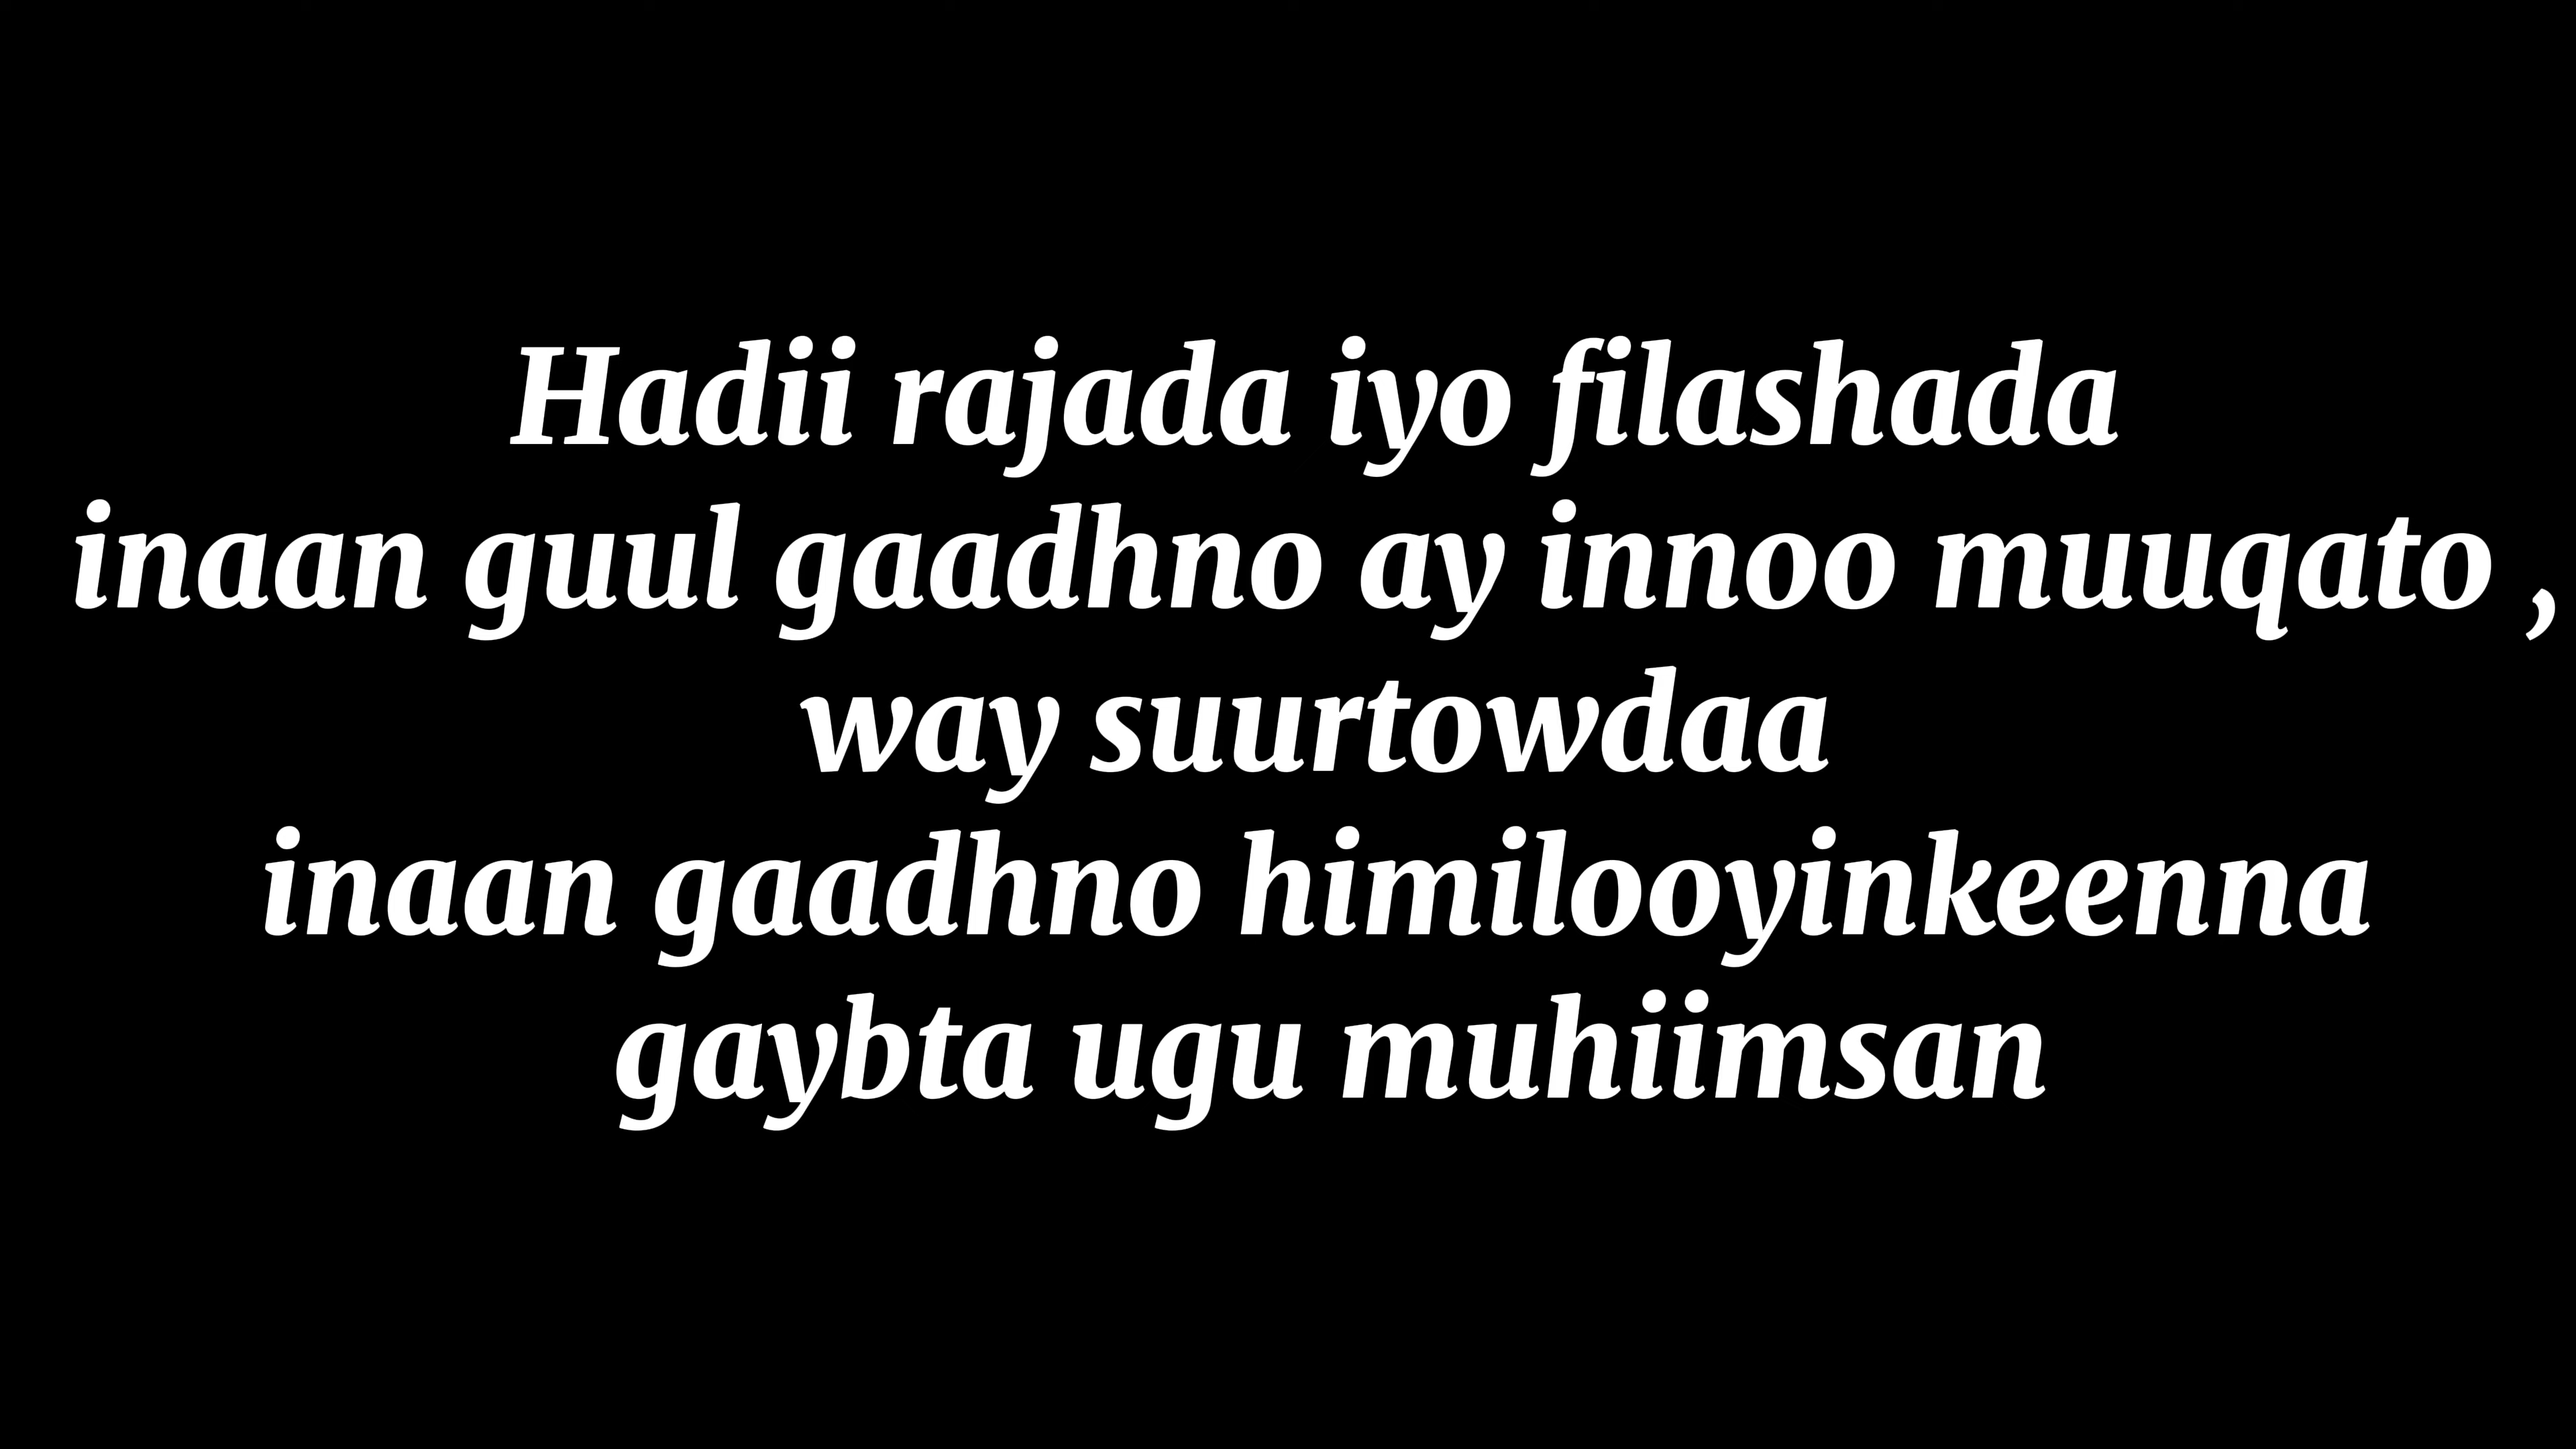 Hadii rajada iyo filashada
inaan guul gaadhno ay innoo muuqato ,
way suurtowdaa
inaan gaadhno himilooyinkeenna
gaybta ugu muhiimsan